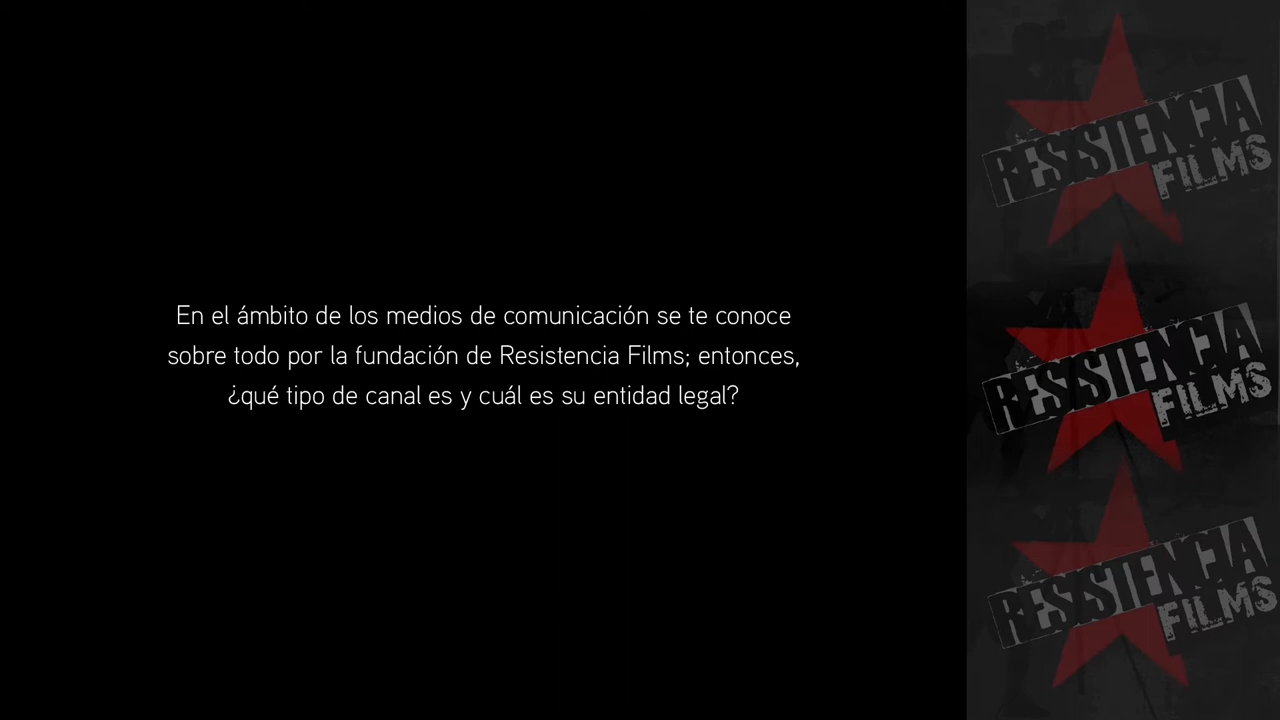 En el ámbito de los medios de comunicación se te conoce
sobre todo por la fundación de Resistencia Films; entonces,
¿qué tipo de canal es y cuál es su entidad legal?
RESISTENCIA
FILMS
RESISTENCIA
FILMS
RESISTENCIA
FILMS